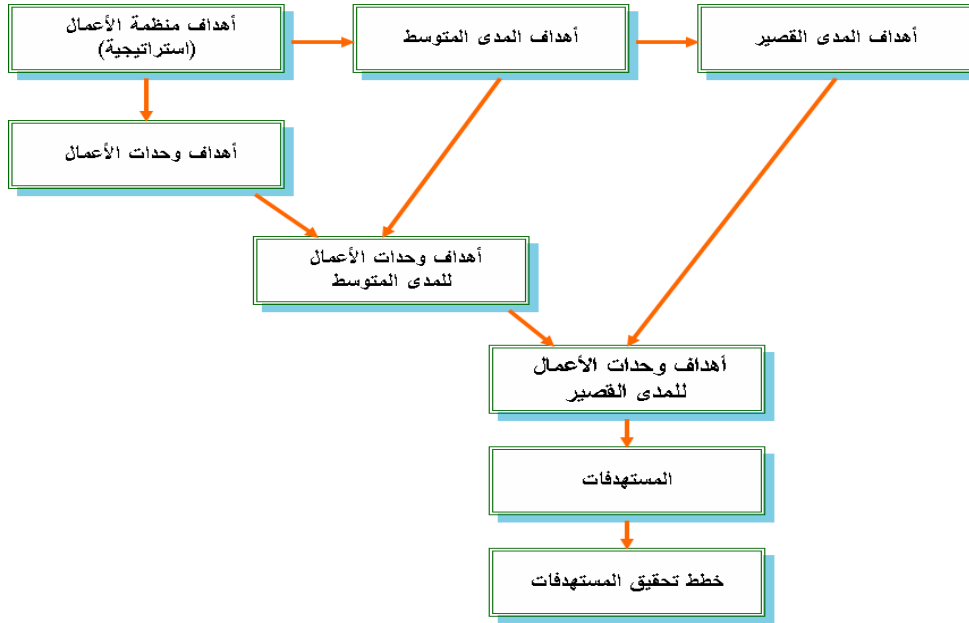 أهداف منظمة الأعمال
(استراتيجية)
أهداف المدى المتوسط
أهداف المدى القصير
أهداف وحدات الأعمال
أهداف وحدات الأعمال
للمدى المتوسط
أهداف وحدات الأعمال
للمدى القصير
المستهدفات
خطط تحقيق المستهدفات